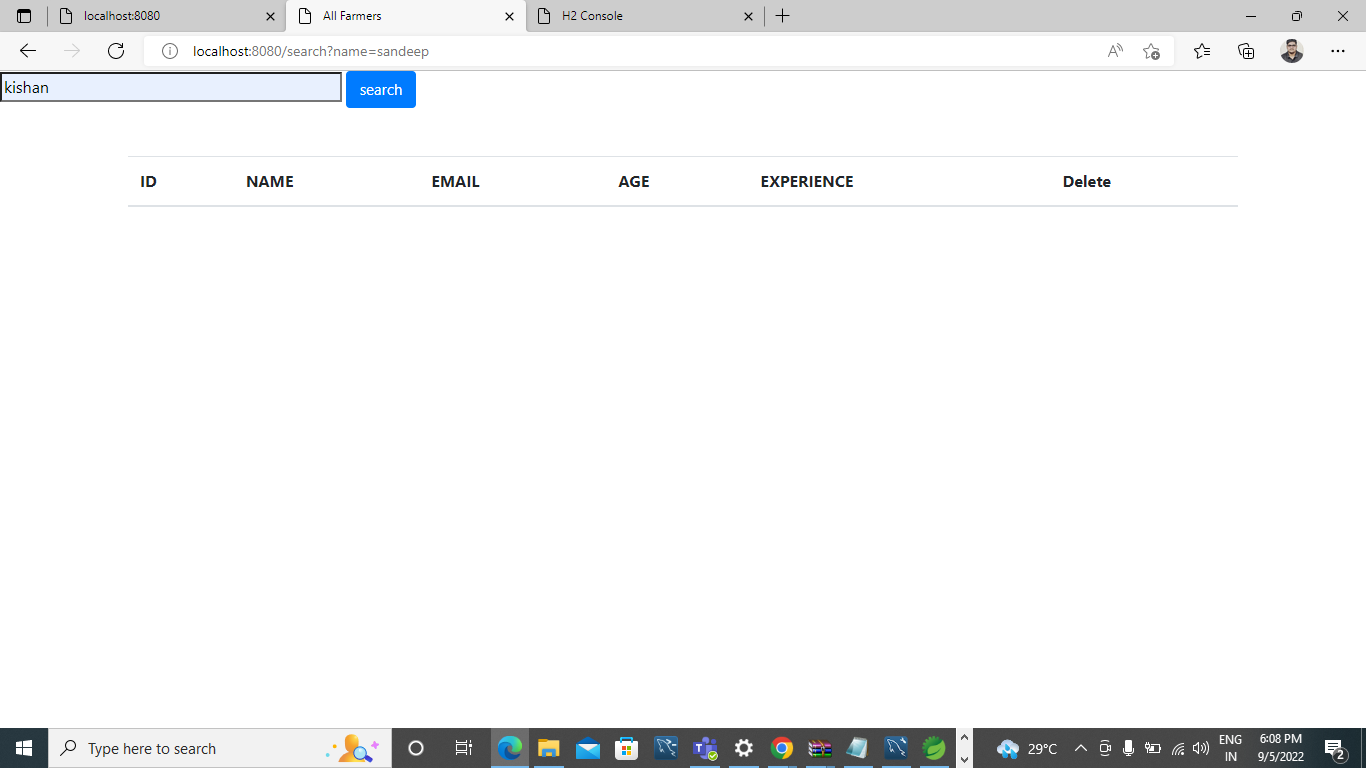 localhost:8080
All Farmers
H2 Console
localhost:8080/search?name=sandeep
kishan
search
ID NAME EMAIL AGE EXPERIENCE Delete
Type here to search
29°C
ENG
IN
6:08 PM
9/5/2022
2